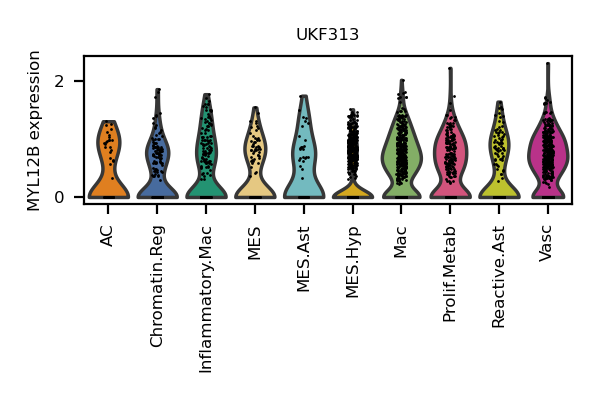 UKF313
MYL12B expression
2
0
AC
Chromatin.Reg
Inflammatory.Mac
MES
MES.Ast
MES.Hyp
Mac
Prolif.Metab
Reactive.Ast
Vasc